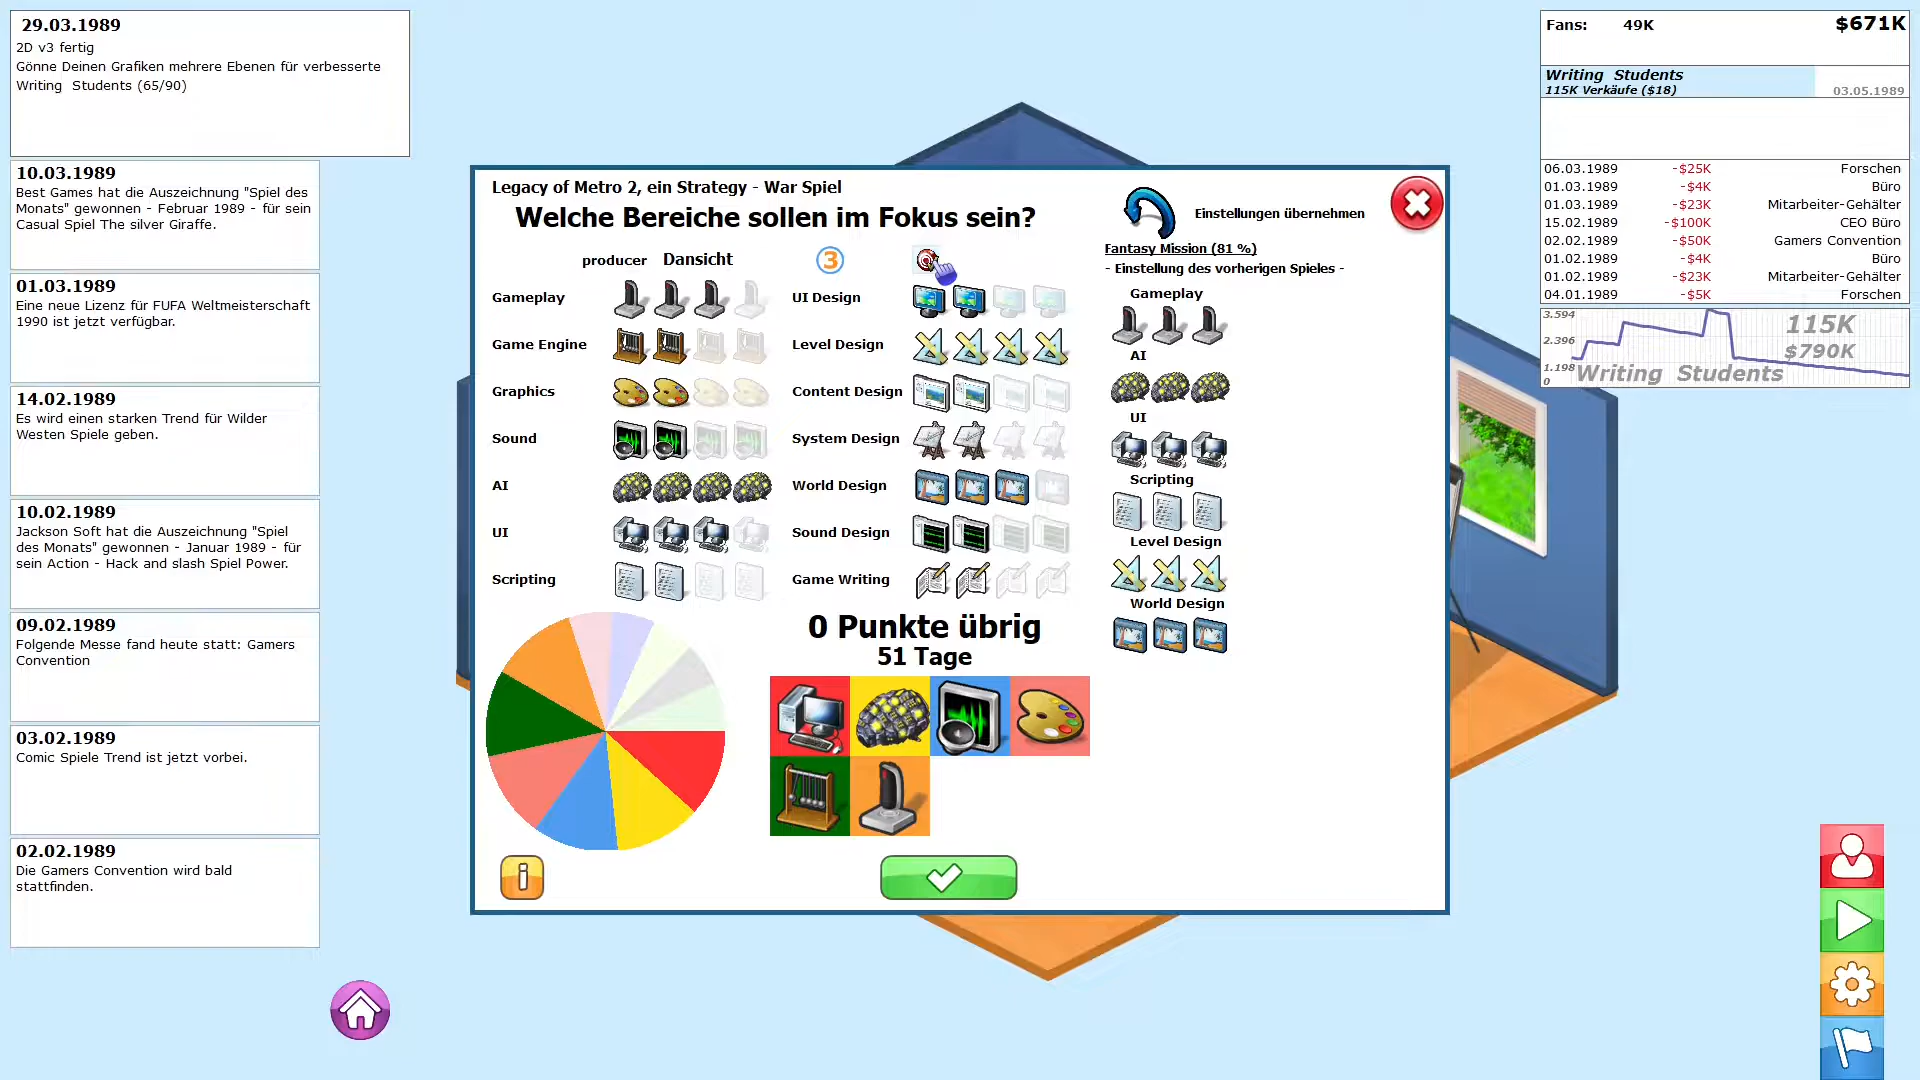 29.03.1989
2D v3 fertig
Gönne Deinen Grafiken mehrere Ebenen für verbesserte
Writing Students (65/90)
10.03.1989
Best Games hat die Auszeichnung "Spiel des
Monats" gewonnen - Februar 1989 - für sein
Casual Spiel The silver Giraffe.
01.03.1989
Eine neue Lizenz für FUFA Weltmeisterschaft
1990 ist jetzt verfügbar.
14.02.1989
Es wird einen starken Trend für Wilder
Westen Spiele geben.
10.02.1989
Jackson Soft hat die Auszeichnung "Spiel
des Monats" gewonnen - Januar 1989 - für
sein Action - Hack and slash Spiel Power.
09.02.1989
Folgende Messe fand heute statt: Gamers
Convention
03.02.1989
Comic Spiele Trend ist jetzt vorbei.
02.02.1989
Die Gamers Convention wird bald
stattfinden.
Legacy of Metro 2, ein Strategy - War Spiel
Welche Bereiche sollen im Fokus sein?
producer Dansicht 3
Gameplay
Game Engine
Graphics
Sound
AI
UI
Scripting
UI Design
Level Design
Content Design
System Design
World Design
Sound Design
Game Writing
0 Punkte übrig
51 Tage
i
Einstellungen übernehmen
Fantasy Mission (81 %)
- Einstellung des vorherigen Spieles -
Gameplay
AI
UI
Scripting
Level Design
World Design
Fans: 49K $671K
Writing Students
115K Verkäufe ($18) 03.05.1989
06.03.1989 -$25K Forschen
01.03.1989 -$4K Büro
01.03.1989 -$23K Mitarbeiter-Gehälter
15.02.1989 -$100K CEO Büro
02.02.1989 -$50K Gamers Convention
01.02.1989 -$4K Büro
01.02.1989 -$23K Mitarbeiter-Gehälter
04.01.1989 -$5K Forschen
3.594
2.396
1.198
0
115K
$790K
Writing Students